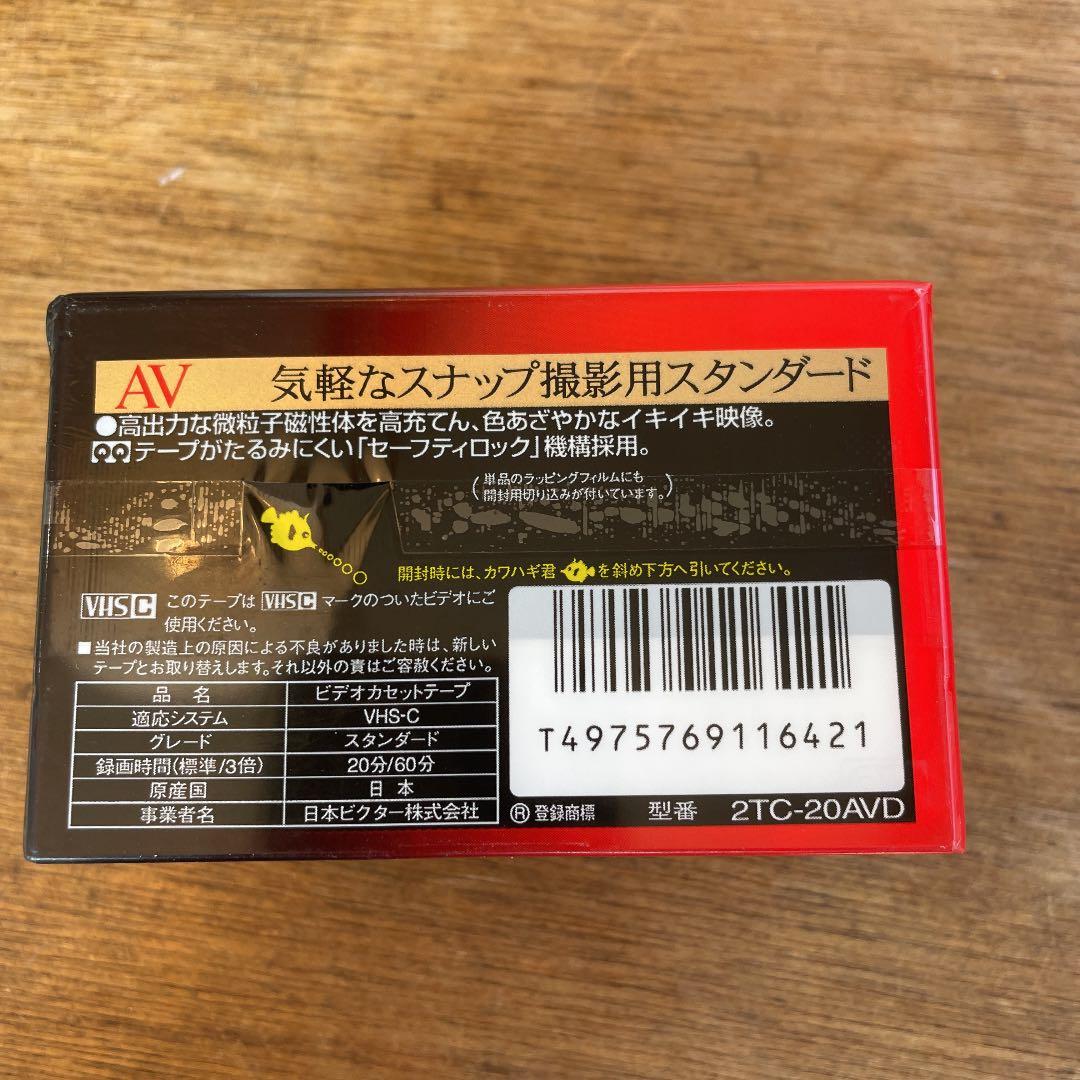 AV 気軽なスナップ撮影用スタンダード
●高出力な微粒子磁性体を高充てん、色あざやかなイキイキ映像。
テープがたるみにくい「セーフティロック」機構採用。
(単品のラッピングフィルムにも
開封用切り込みが付いています。)
開封時には、カワハギ君を斜め下方へ引いてください。
VHSC このテープは VHSC マークのついたビデオにご
使用ください。
■当社の製造上の原因による不良がありました時は、新しい
テープとお取り替えします。それ以外の責はご容赦ください。
品 名 ビデオカセットテープ
適応システム VHS-C
グレード スタンダード
録画時間(標準/3倍) 20分/60分
原産国 日 本
事業者名 日本ビクター株式会社
T4975769116421
Ⓡ登録商標 型番 2TC-20AVD